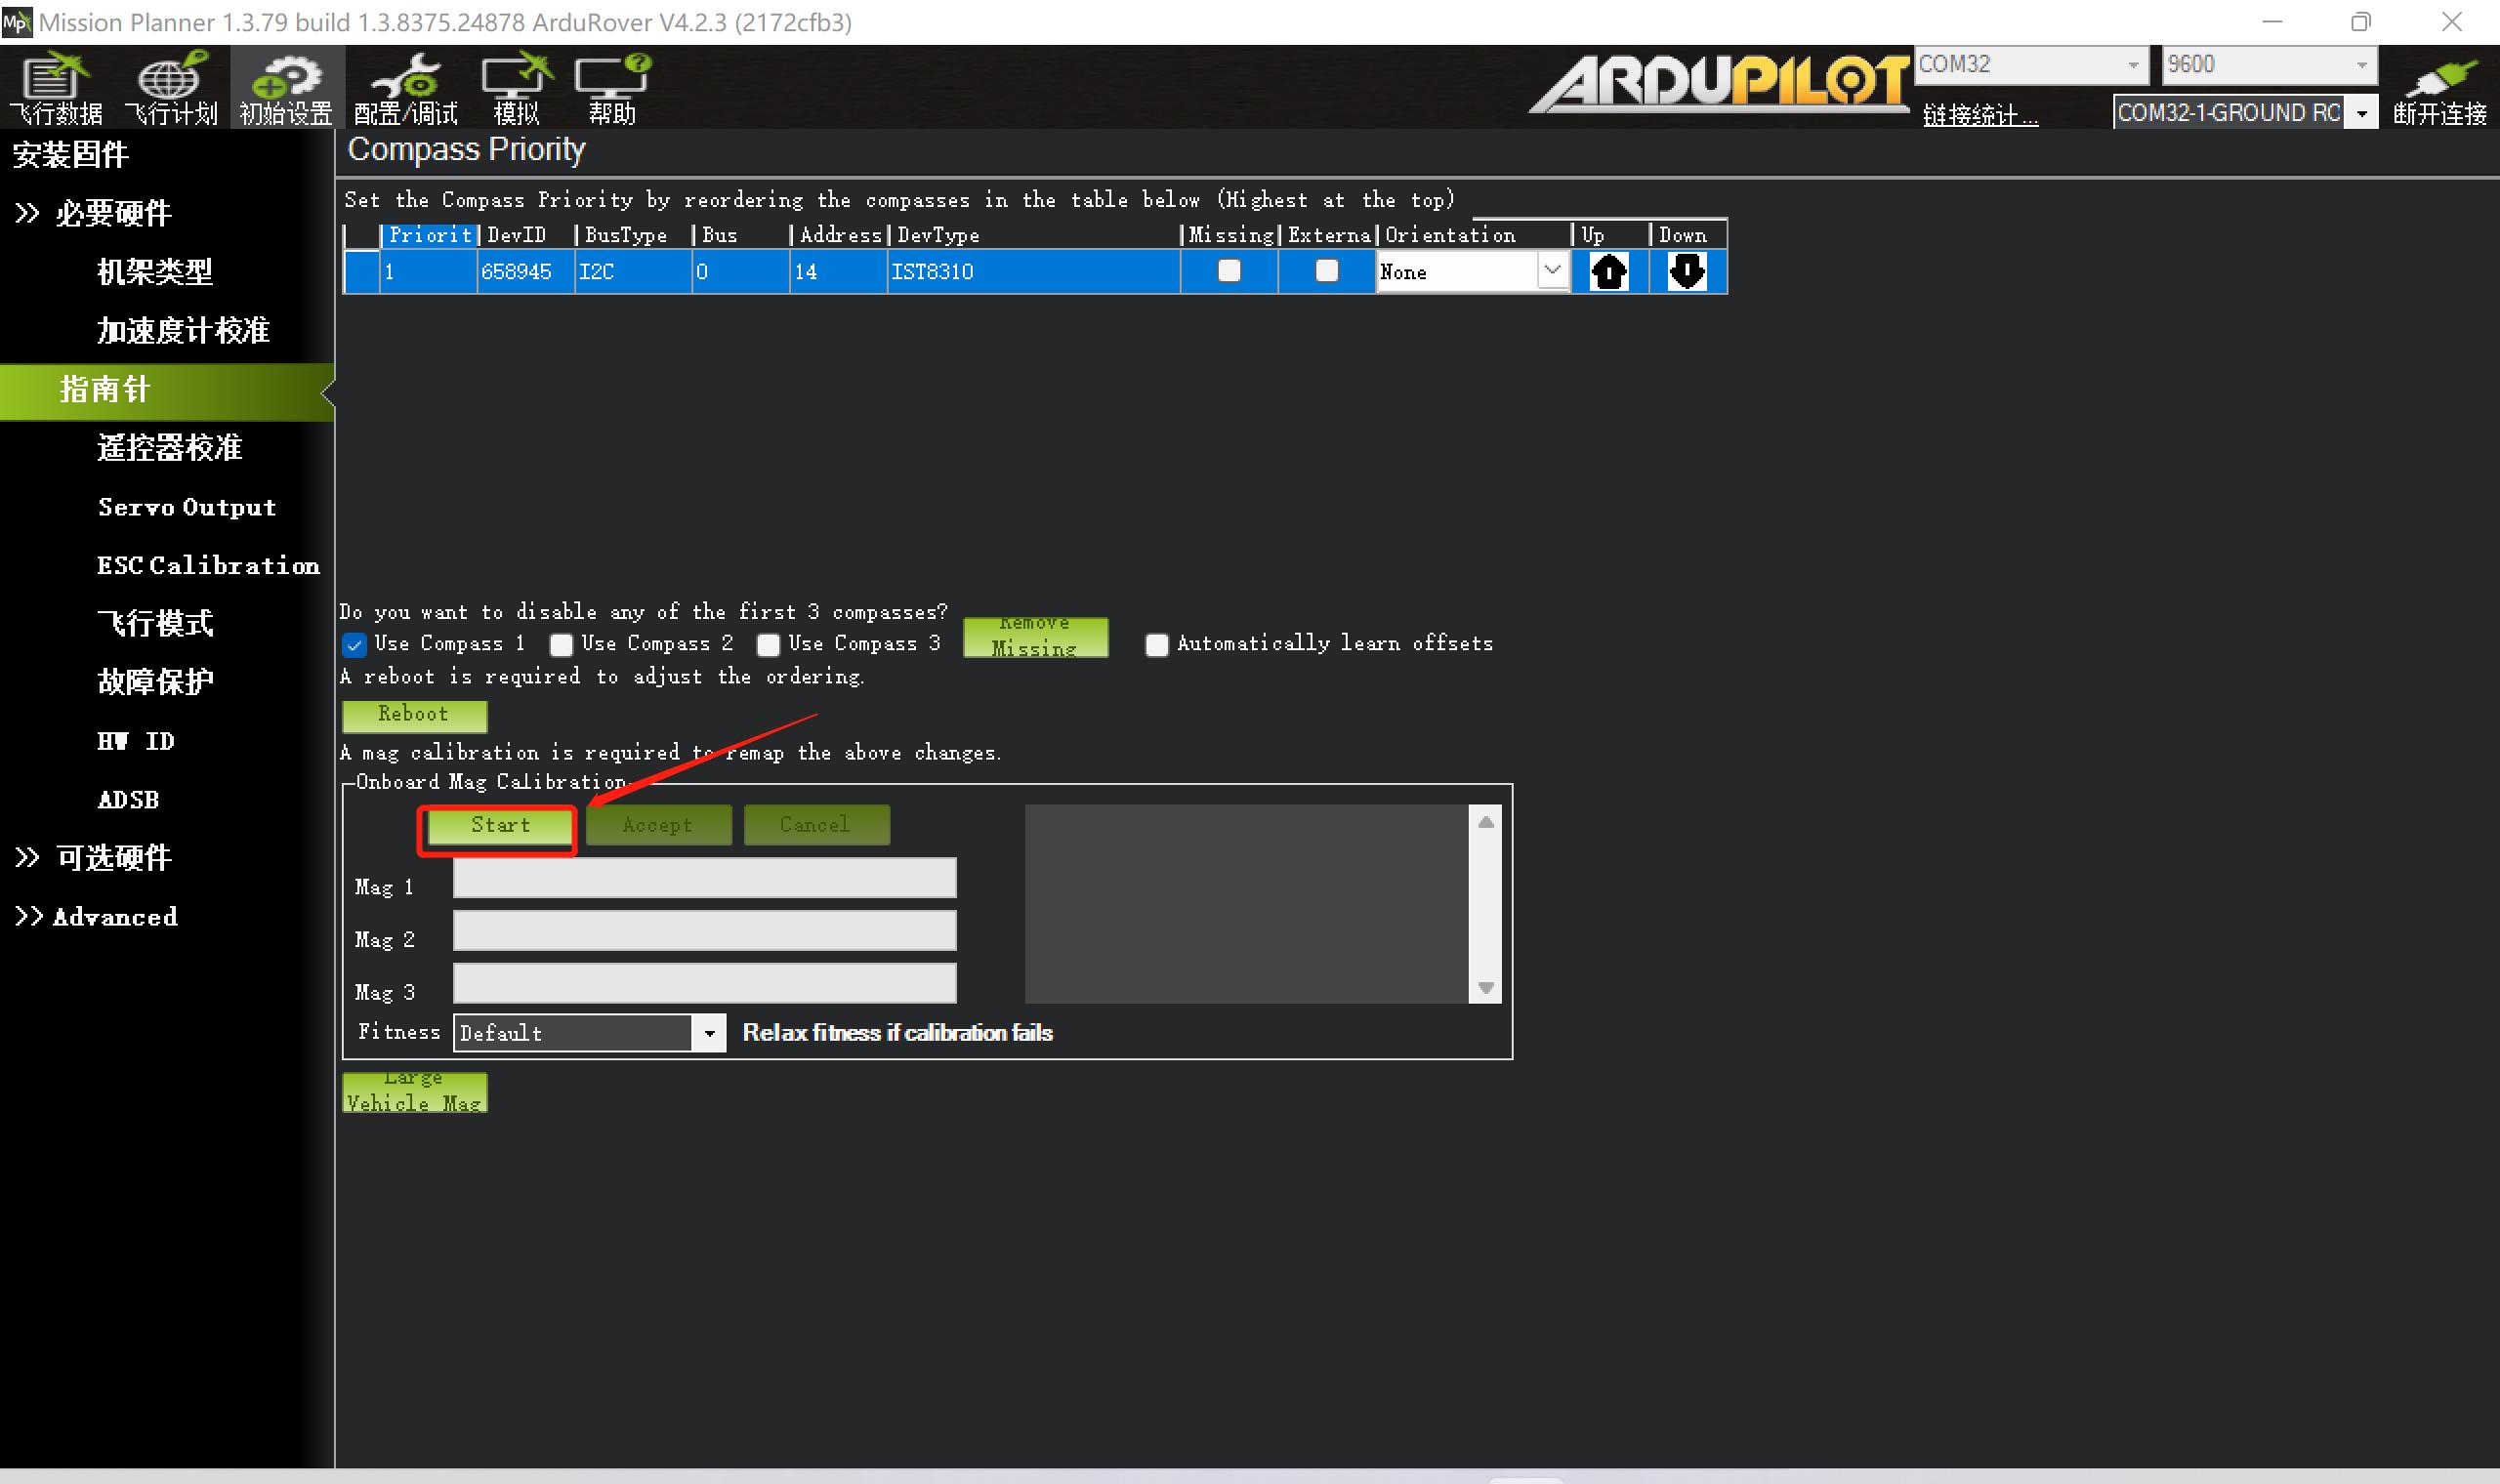 Mission Planner 1.3.79 build 1.3.8375.24878 ArduRover V4.2.3 (2172cfb3)
飞行数据 飞行计划 初始设置 配置/调试 模拟 帮助
ARDUPILOT
COM32 9600
链接统计... COM32-1-GROUND RC 断开连接
安装固件
>> 必要硬件
机架类型
加速度计校准
指南针
遥控器校准
Servo Output
ESC Calibration
飞行模式
故障保护
HW ID
ADSB
>> 可选硬件
>> Advanced
Compass Priority
Set the Compass Priority by reordering the compasses in the table below (Highest at the top)
Priorit DevID BusType Bus Address DevType Missing Externa Orientation Up Down
1 658945 I2C 0 14 IST8310 None
Do you want to disable any of the first 3 compasses?
Use Compass 1 Use Compass 2 Use Compass 3 Remove Missing Automatically learn offsets
A reboot is required to adjust the ordering.
Reboot
A mag calibration is required to remap the above changes.
Onboard Mag Calibration
Start Accept Cancel
Mag 1
Mag 2
Mag 3
Fitness Default Relax fitness if calibration fails
Large
Vehicle Mag